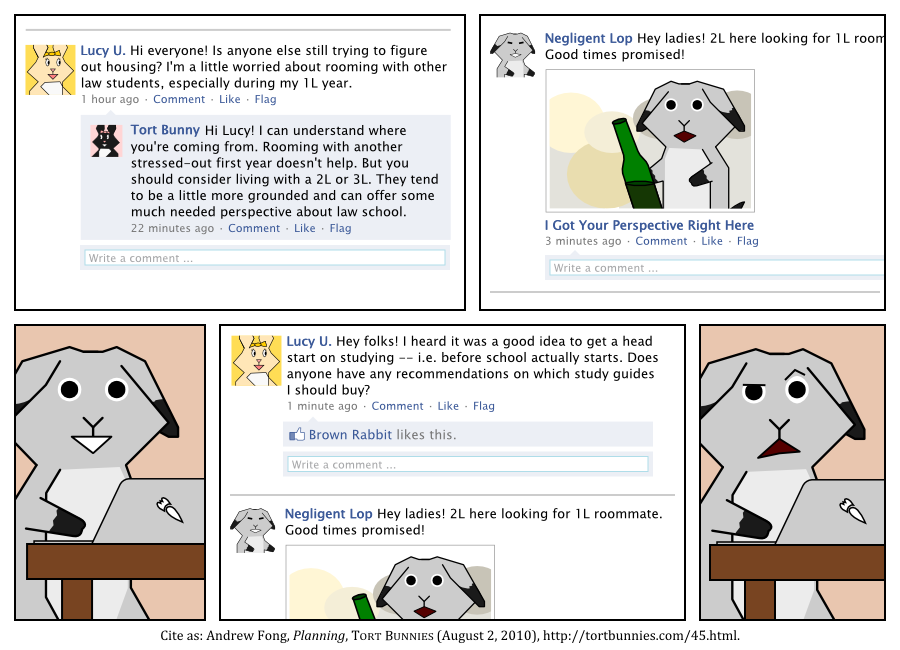 Lucy U. Hi everyone! Is anyone else still trying to figure
out housing? I'm a little worried about rooming with other
law students, especially during my 1L year.
1 hour ago · Comment · Like · Flag
Tort Bunny Hi Lucy! I can understand where
you're coming from. Rooming with another
stressed-out first year doesn't help. But you
should consider living with a 2L or 3L. They tend
to be a little more grounded and can offer some
much needed perspective about law school.
22 minutes ago · Comment · Like · Flag
Write a comment ...
Negligent Lop Hey ladies! 2L here looking for 1L room
Good times promised!
I Got Your Perspective Right Here
3 minutes ago · Comment · Like · Flag
Write a comment ...
Lucy U. Hey folks! I heard it was a good idea to get a head
start on studying -- i.e. before school actually starts. Does
anyone have any recommendations on which study guides
I should buy?
1 minute ago · Comment · Like · Flag
Brown Rabbit likes this.
Write a comment ...
Negligent Lop Hey ladies! 2L here looking for 1L roommate.
Good times promised!
Cite as: Andrew Fong, Planning, TORT BUNNIES (August 2, 2010), http://tortbunnies.com/45.html.